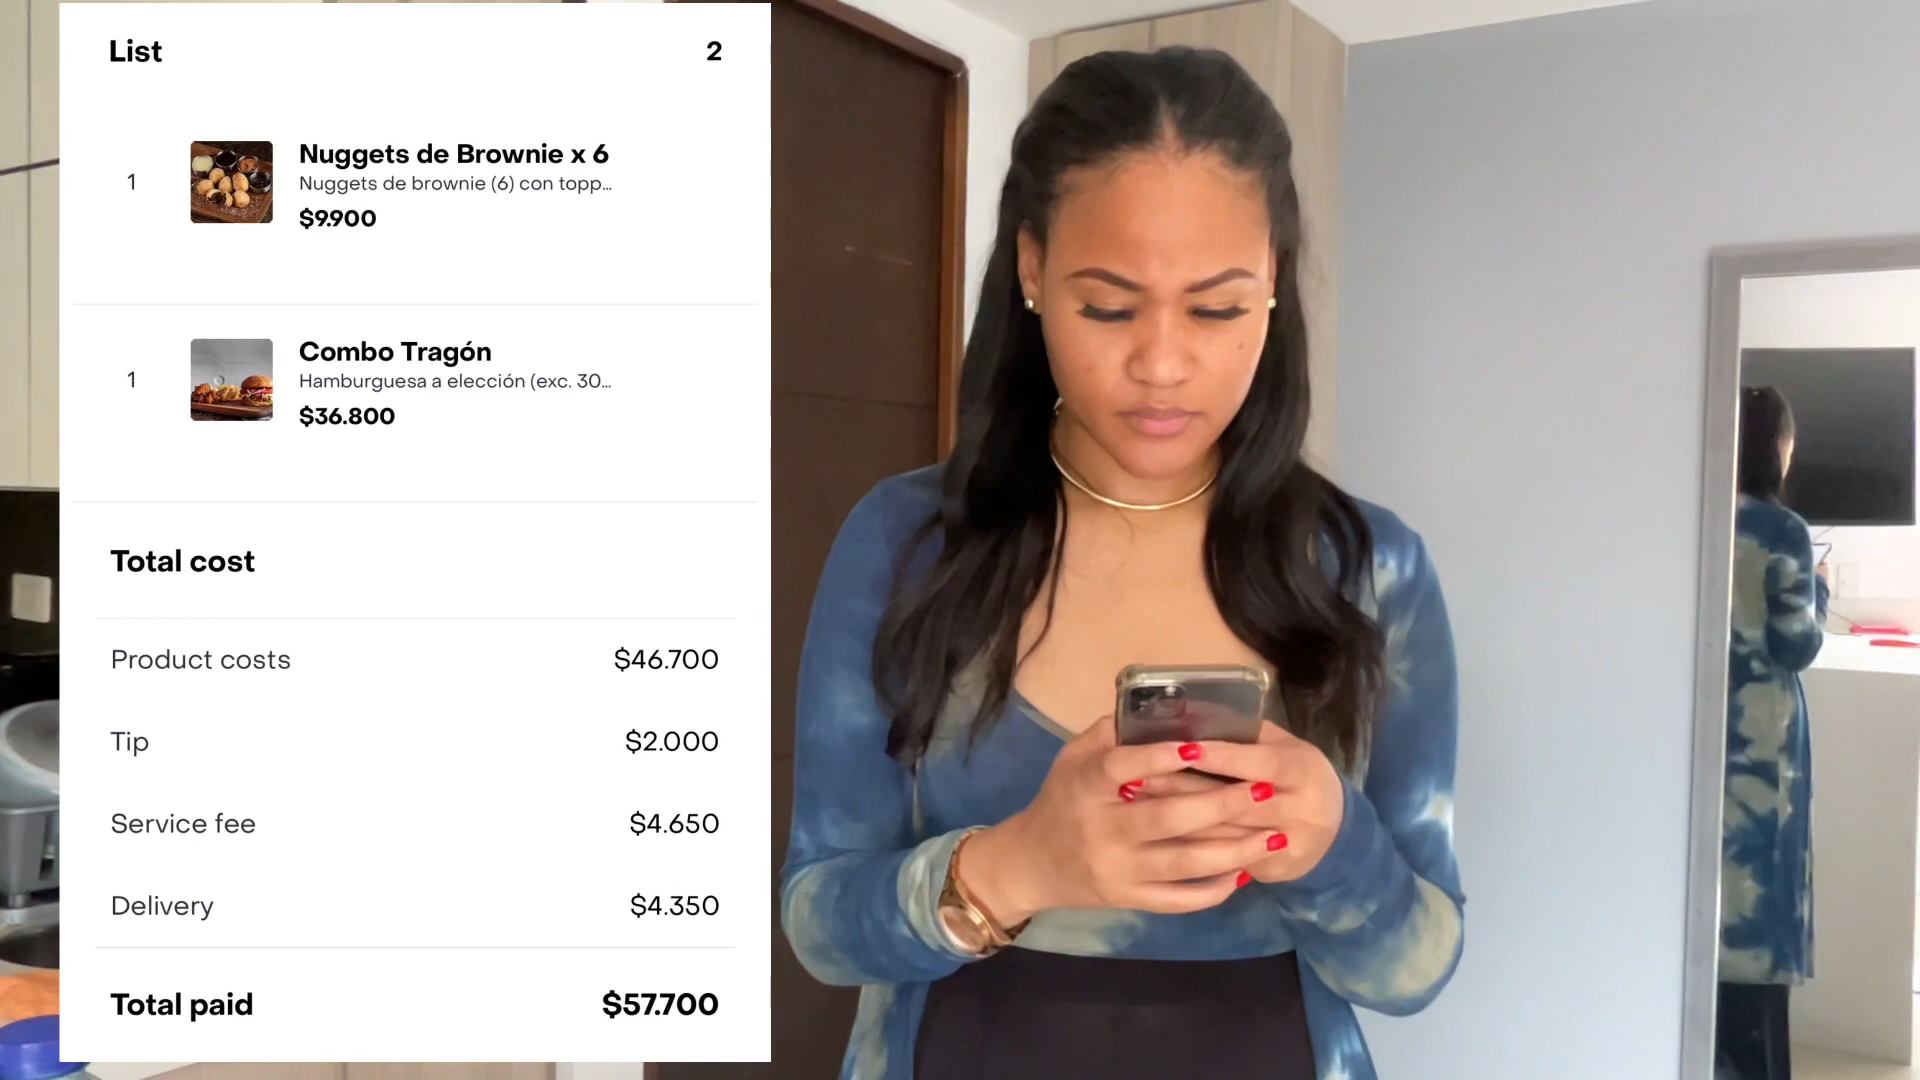 List 2
1
Nuggets de Brownie x 6
Nuggets de brownie (6) con topp...
$9.900
1
Combo Tragón
Hamburguesa a elección (exc. 30...
$36.800
Total cost
Product costs $46.700
Tip $2.000
Service fee $4.650
Delivery $4.350
Total paid $57.700